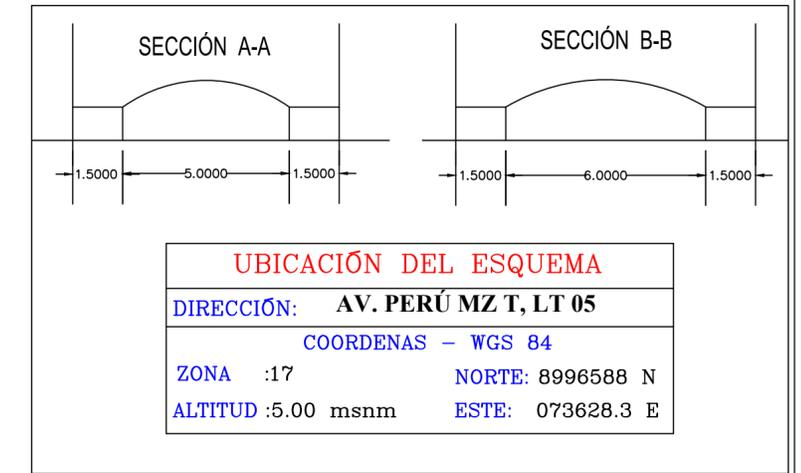 SECCIÓN A-A
SECCIÓN B-B
1.5000 5.0000 1.5000
1.5000 6.0000 1.5000
UBICACIÓN DEL ESQUEMA
DIRECCIÓN: AV. PERÚ MZ T, LT 05
COORDENAS - WGS 84
ZONA :17 NORTE: 8996588 N
ALTITUD :5.00 msnm ESTE: 073628.3 E